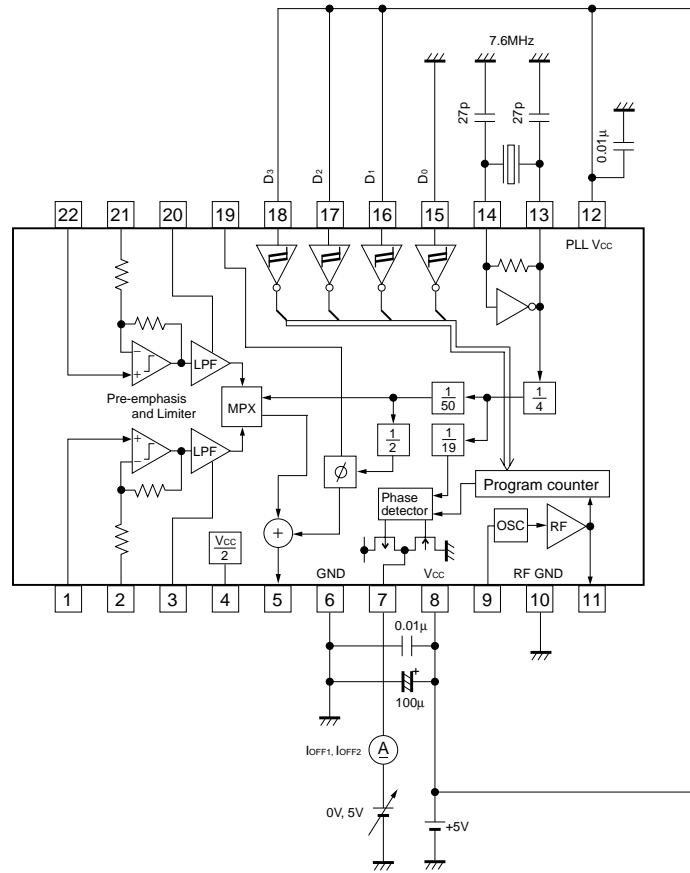 7.6MHz
27p
27p
0.01μ
D3
D2
D1
D0
22
21
20
19
18
17
16
15
14
13
12
PLL Vcc
−
+
LPF
Pre-emphasis
and Limiter
MPX
1/50
1/4
1/2
1/19
+
−
LPF
ϕ
Program counter
Phase
detector
OSC
RF
+
Vcc/2
GND
Vcc
RF GND
1
2
3
4
5
6
7
8
9
10
11
0.01μ
+
100μ
IOFF1, IOFF2
A
0V, 5V
+5V